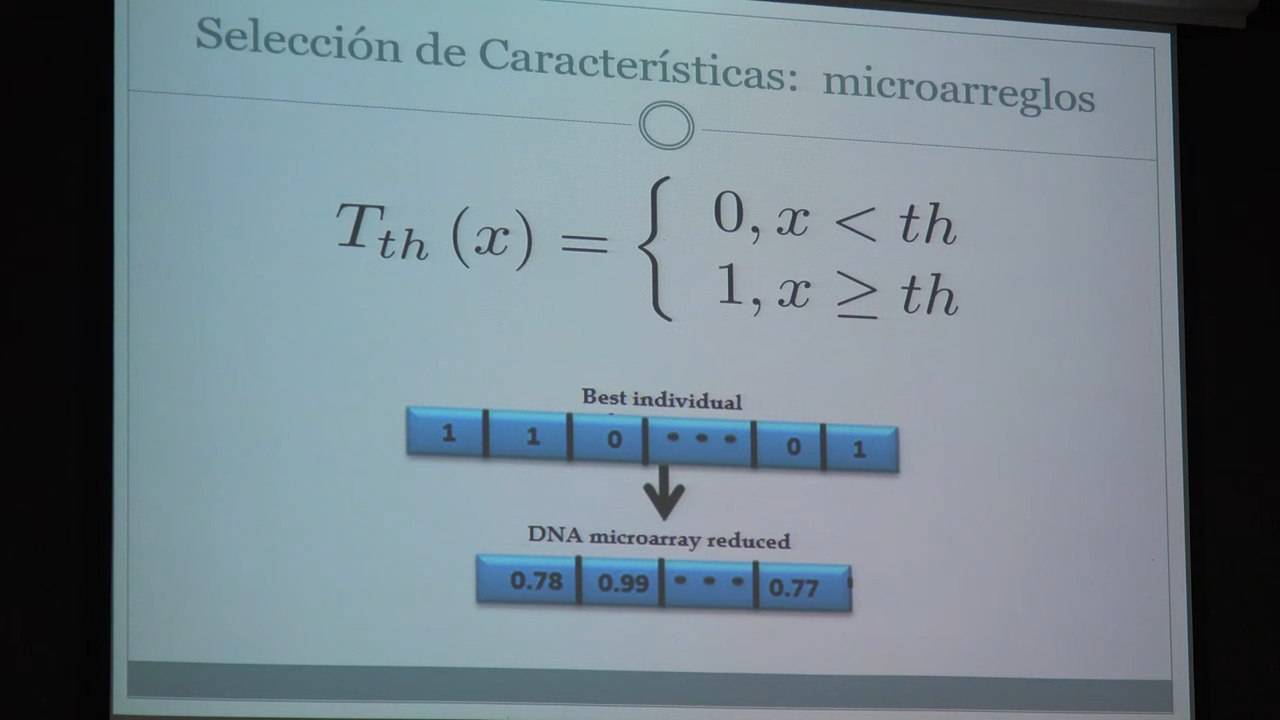 Selección de Características: microarreglos
T_th (x) = { 0, x < th
1, x ≥ th
Best individual
1 1 0 • • • 0 1
DNA microarray reduced
0.78 0.99 • • • 0.77